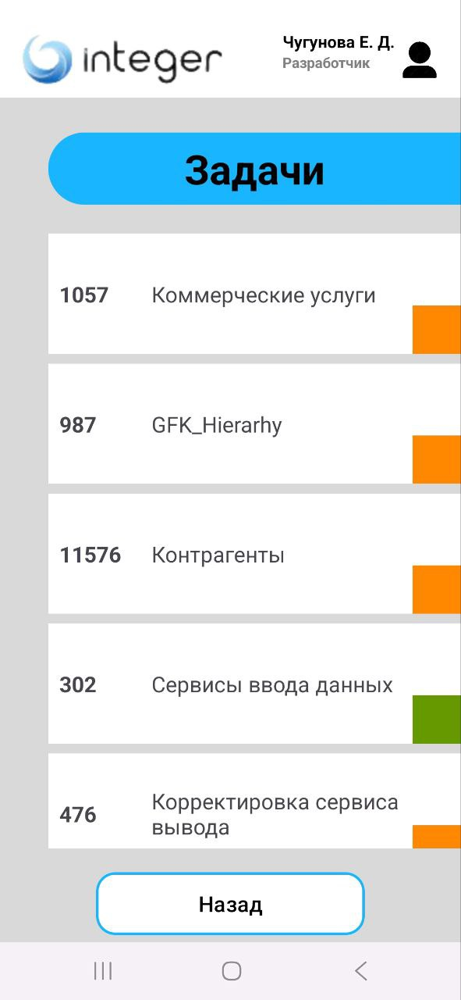 integer
Чугунова Е. Д.
Разработчик
Задачи
1057 Коммерческие услуги
987 GFK_Hierarhy
11576 Контрагенты
302 Сервисы ввода данных
476 Корректировка сервиса
вывода
Назад